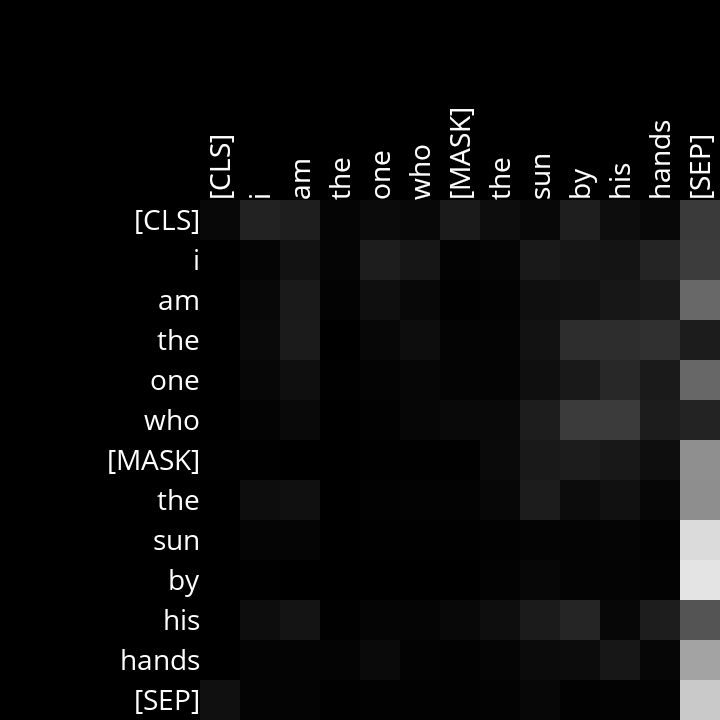 [CLS] i am the one who [MASK] the sun by his hands [SEP]
[CLS]
i
am
the
one
who
[MASK]
the
sun
by
his
hands
[SEP]